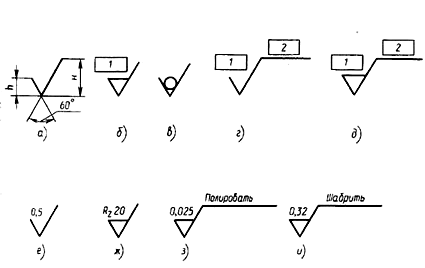 1 2 1 2
1
h H
60°
а) б) в) г) д)
Полировать Шабрить
0,5 Rz 20 0,025 0,32
е) ж) з) и)